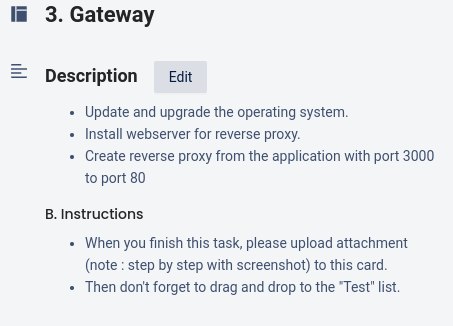 3. Gateway
Description
Edit
Update and upgrade the operating system.
Install webserver for reverse proxy.
Create reverse proxy from the application with port 3000
to port 80
B. Instructions
When you finish this task, please upload attachment
(note : step by step with screenshot) to this card.
Then don't forget to drag and drop to the "Test" list.